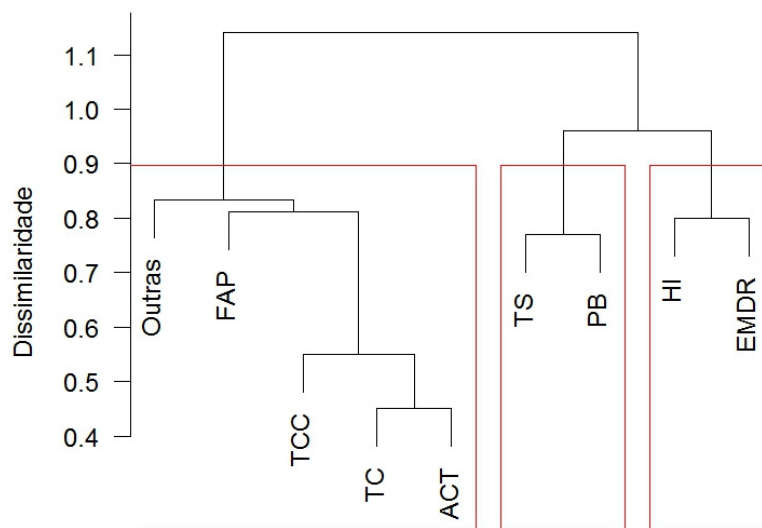 Dissimilaridade
1.1
1.0
0.9
0.8
0.7
0.6
0.5
0.4
Outras
FAP
TCC
TC
ACT
TS
PB
HI
EMDR